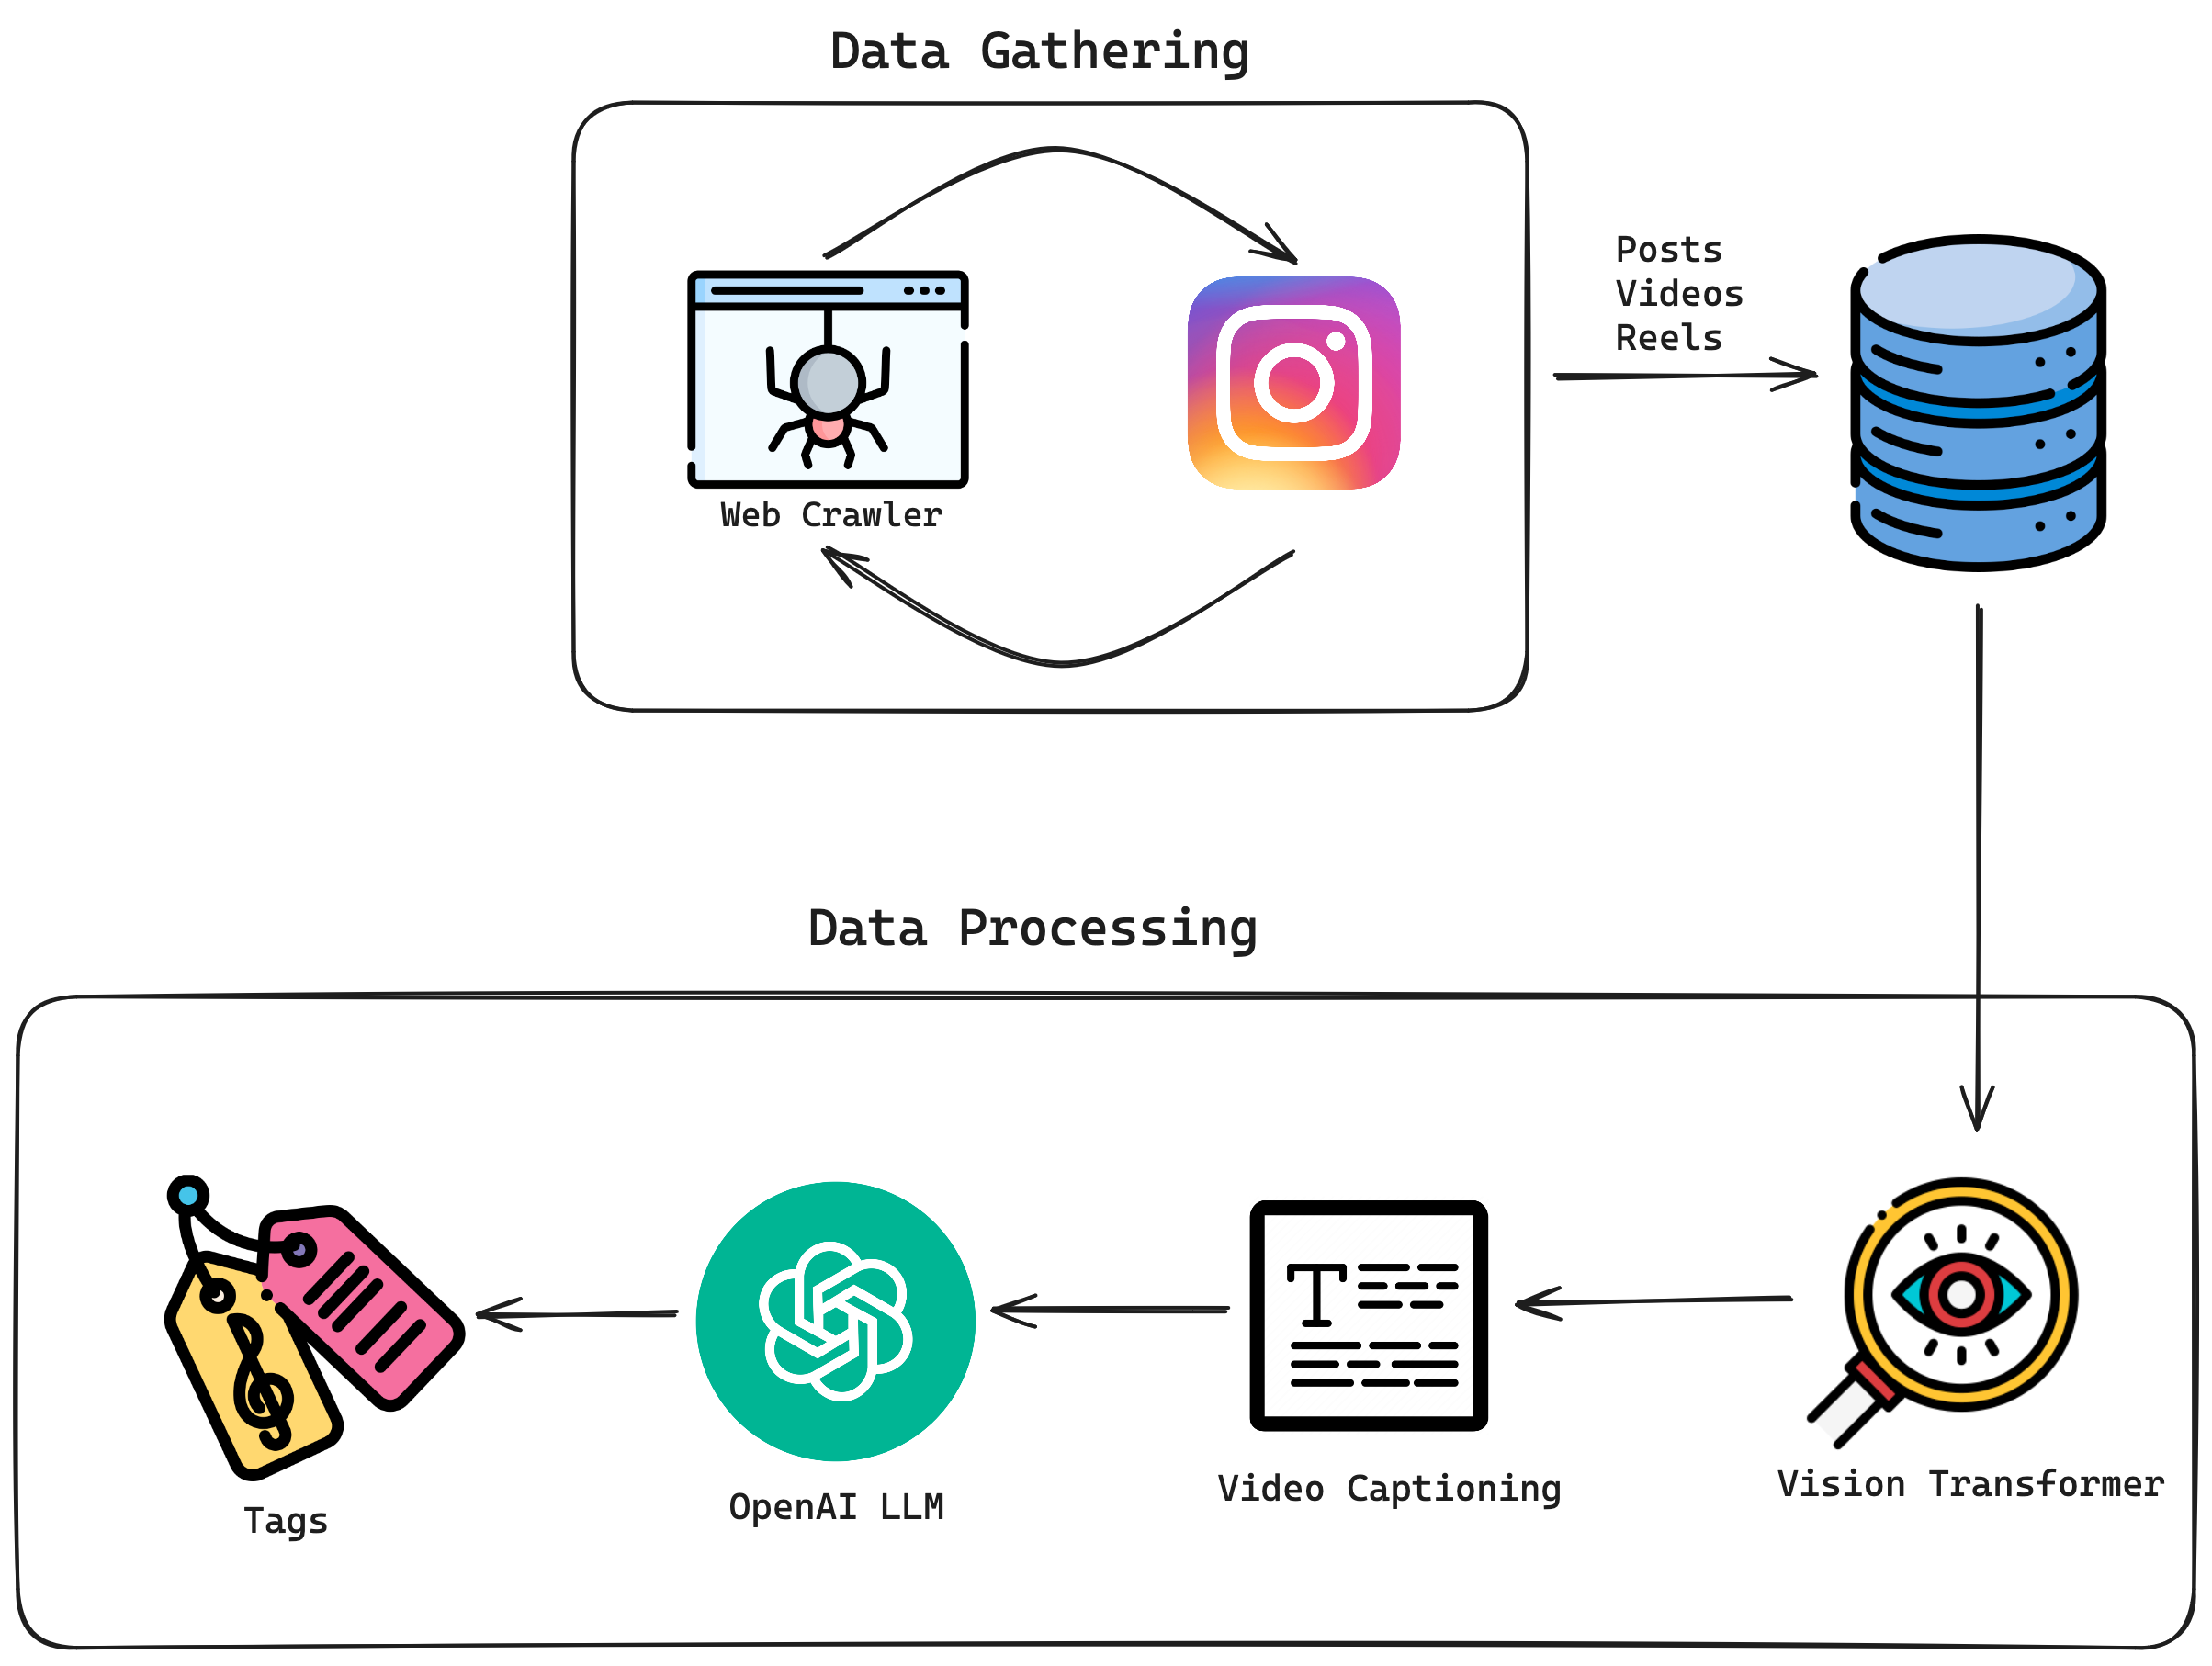 Data Gathering
Posts
Videos
Reels
Web Crawler
Data Processing
T
Tags
OpenAI LLM
Video Captioning
Vision Transformer